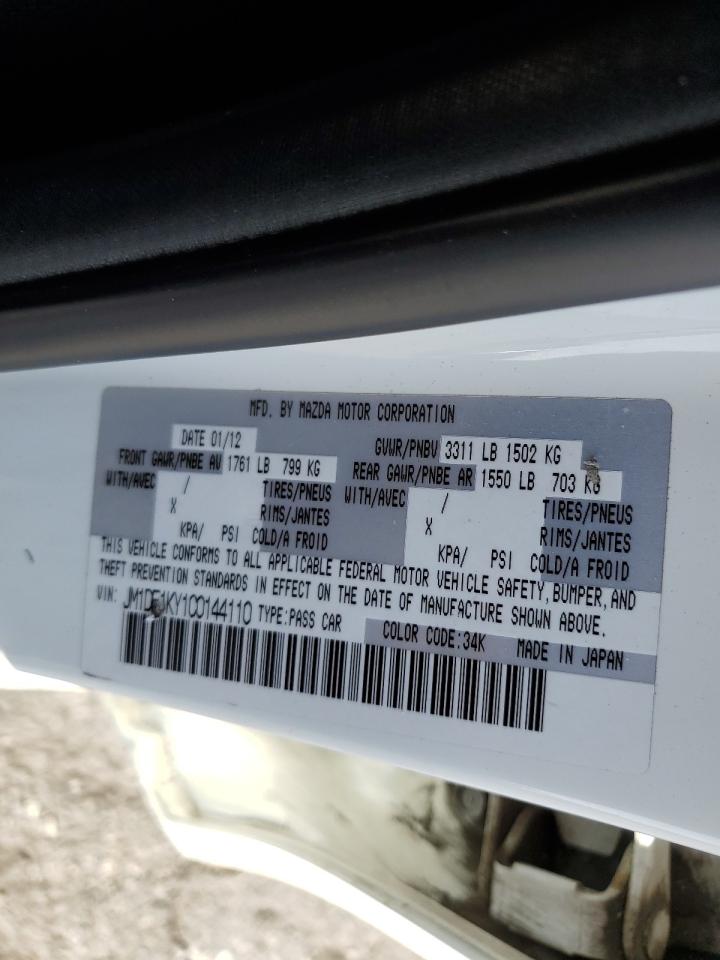 MFD. BY MAZDA MOTOR CORPORATION
DATE 01/12 GVWR/PNBV 3311 LB 1502 KG
FRONT GAWR/PNBE AV 1761 LB 799 KG REAR GAWR/PNBE AR 1550 LB 703 KG
WITH/AVEC / TIRES/PNEUS WITH/AVEC / TIRES/PNEUS
X RIMS/JANTES X RIMS/JANTES
KPA/ PSI COLD/A FROID KPA/ PSI COLD/A FROID
THIS VEHICLE CONFORMS TO ALL APPLICABLE FEDERAL MOTOR VEHICLE SAFETY, BUMPER, AND
THEFT PREVENTION STANDARDS IN EFFECT ON THE DATE OF MANUFACTURE SHOWN ABOVE.
VIN: JM1DE1KY1C0144110 TYPE: PASS CAR
COLOR CODE: 34K MADE IN JAPAN